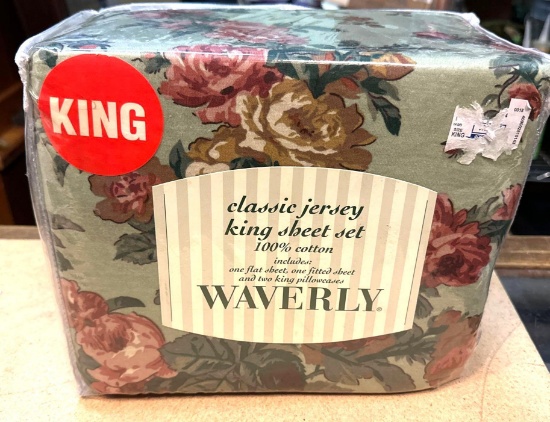 KING
classic jersey
king sheet set
100% cotton
includes:
one flat sheet, one fitted sheet
and two king pillowcases
WAVERLY®
KING